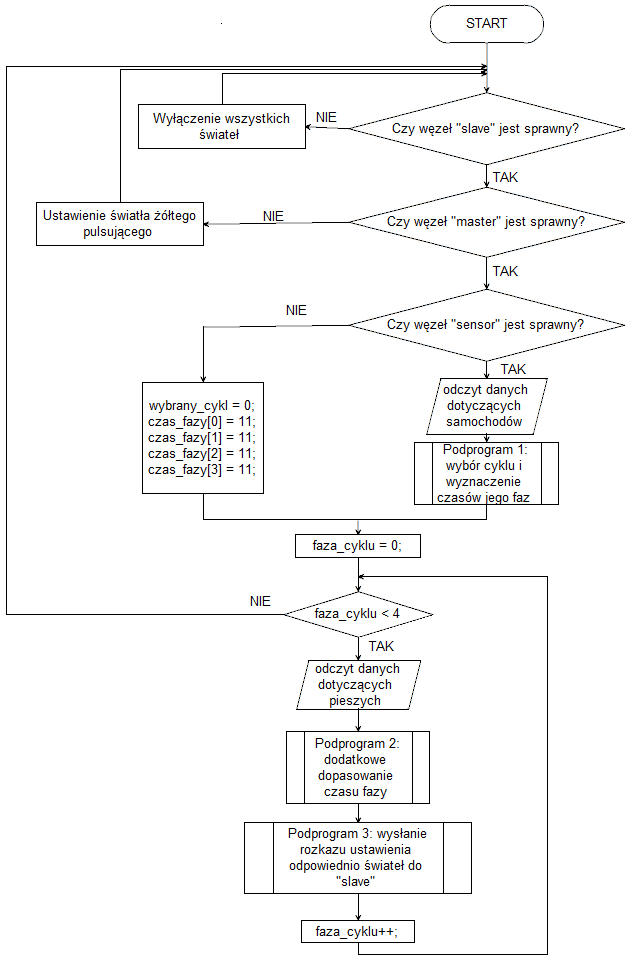 START
Czy węzeł "slave" jest sprawny?
NIE
Wyłączenie wszystkich
świateł
TAK
Czy węzeł "master" jest sprawny?
NIE
Ustawienie światła żółtego
pulsującego
TAK
Czy węzeł "sensor" jest sprawny?
NIE
wybrany_cykl = 0;
czas_fazy[0] = 11;
czas_fazy[1] = 11;
czas_fazy[2] = 11;
czas_fazy[3] = 11;
TAK
odczyt danych
dotyczących
samochodów
Podprogram 1:
wybór cyklu i
wyznaczenie
czasów jego faz
faza_cyklu = 0;
faza_cyklu < 4
NIE
TAK
odczyt danych
dotyczących
pieszych
Podprogram 2:
dodatkowe
dopasowanie
czasu fazy
Podprogram 3: wysłanie
rozkazu ustawienia
odpowiednio świateł do
"slave"
faza_cyklu++;